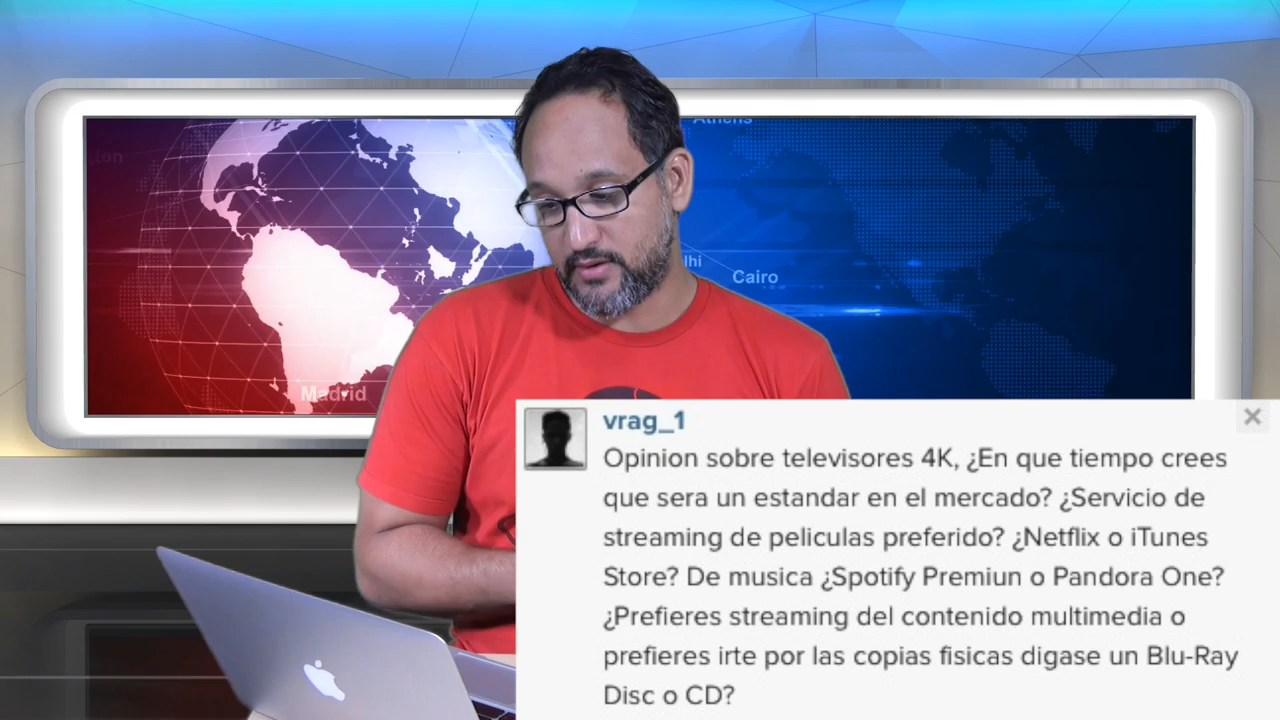 Athens
Cairo
Madrid
vrag_1
Opinion sobre televisores 4K, ¿En que tiempo crees
que sera un estandar en el mercado? ¿Servicio de
streaming de peliculas preferido? ¿Netflix o iTunes
Store? De musica ¿Spotify Premiun o Pandora One?
¿Prefieres streaming del contenido multimedia o
prefieres irte por las copias fisicas digase un Blu-Ray
Disc o CD?